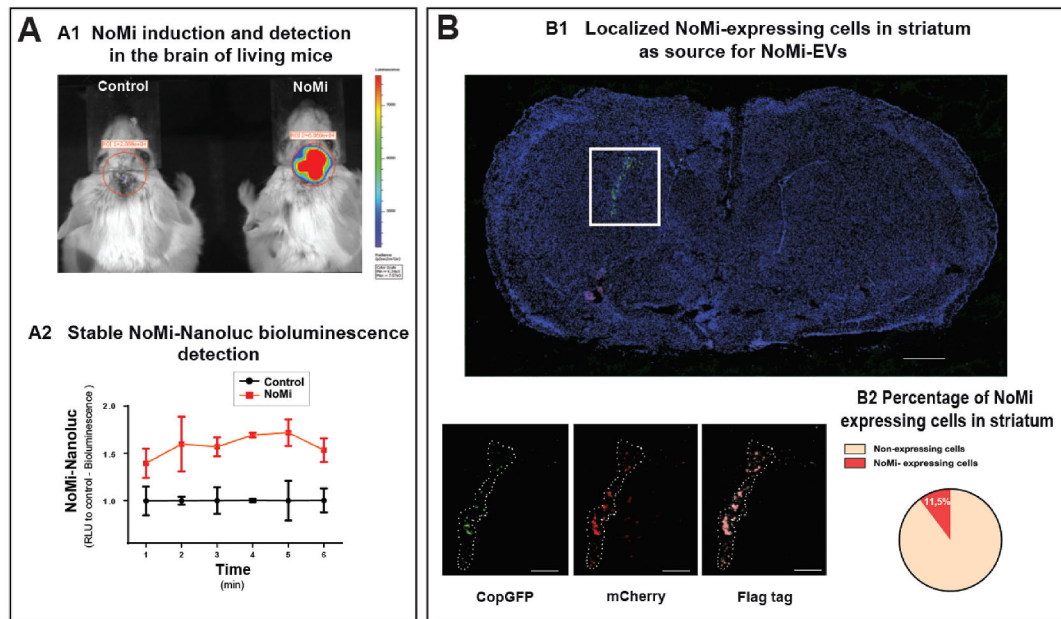 A
A1 NoMi induction and detection
in the brain of living mice
Control
NoMi
A2 Stable NoMi-Nanoluc bioluminescence
detection
Control
NoMi
NoMi-Nanoluc
(RLU to control - Bioluminescence)
2.0
1.5
1.0
1 2 3 4 5 6
Time
(min)
B
B1 Localized NoMi-expressing cells in striatum
as source for NoMi-EVs
CopGFP
mCherry
Flag tag
B2 Percentage of NoMi
expressing cells in striatum
Non-expressing cells
NoMi- expressing cells
11,5%